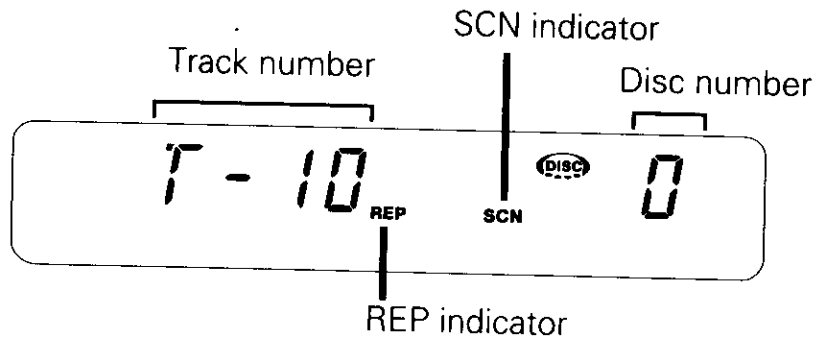 SCN indicator
Track number
Disc number
T-10
DISC
0
REP
SCN
REP indicator